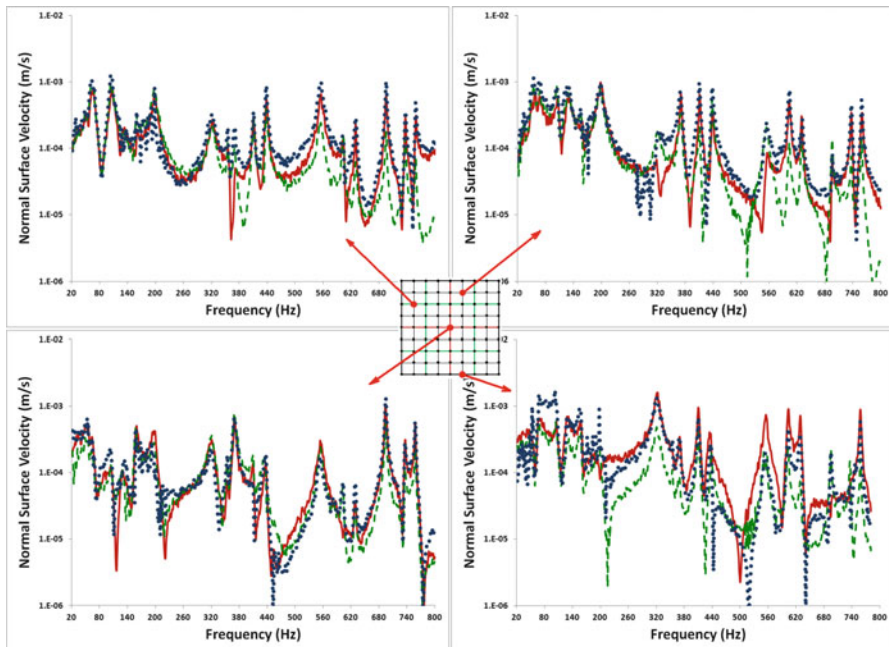 1.E-02
1.E-03
1.E-04
1.E-05
1.E-06
Normal Surface Velocity (m/s)
20 80 140 200 260 320 380 440 500 560 620 680
Frequency (Hz)
1.E-02
1.E-03
1.E-04
1.E-05
06
Normal Surface Velocity (m/s)
20 80 140 200 260 320 380 440 500 560 620 680 740 800
Frequency (Hz)
1.E-02
1.E-03
1.E-04
1.E-05
1.E-06
Normal Surface Velocity (m/s)
20 80 140 200 260 320 380 440 500 560 620 680 740 800
Frequency (Hz)
02
1.E-03
1.E-04
1.E-05
1.E-06
Normal Surface Velocity (m/s)
20 80 140 200 260 320 380 440 500 560 620 680 740 800
Frequency (Hz)